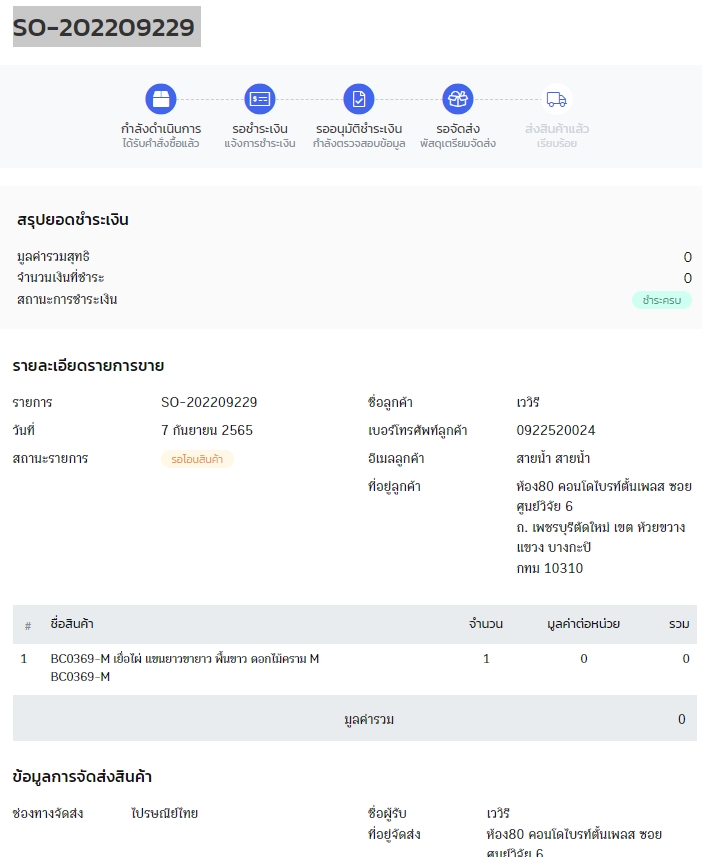 SO-202209229
กำลังดำเนินการ
ได้รับคำสั่งซื้อแล้ว
รอชำระเงิน
แจ้งการชำระเงิน
รออนุมัติชำระเงิน
กำลังตรวจสอบข้อมูล
รอจัดส่ง
พัสดุเตรียมจัดส่ง
ส่งสินค้าแล้ว
เรียบร้อย
สรุปยอดชำระเงิน
มูลค่ารวมสุทธิ 0
จำนวนเงินที่ชำระ 0
สถานะการชำระเงิน ชำระครบ
รายละเอียดรายการขาย
รายการ SO-202209229
วันที่ 7 กันยายน 2565
สถานะรายการ รอโอนสินค้า
ชื่อลูกค้า เววิรี
เบอร์โทรศัพท์ลูกค้า 0922520024
อีเมลลูกค้า สายน้ำ สายน้ำ
ที่อยู่ลูกค้า ห้อง80 คอนโดไบรท์ตั้นเพลส ซอย
ศูนย์วิจัย 6
ถ. เพชรบุรีตัดใหม่ เขต ห้วยขวาง
แขวง บางกะปิ
กทม 10310
# ชื่อสินค้า จำนวน มูลค่าต่อหน่วย รวม
1 BC0369-M เยื่อไผ่ แขนยาวขายาว พื้นขาว ดอกไม้คราม M 1 0 0
BC0369-M
มูลค่ารวม 0
ข้อมูลการจัดส่งสินค้า
ช่องทางจัดส่ง ไปรษณีย์ไทย
ชื่อผู้รับ เววิรี
ที่อยู่จัดส่ง ห้อง80 คอนโดไบรท์ตั้นเพลส ซอย
ศูนย์วิจัย 6